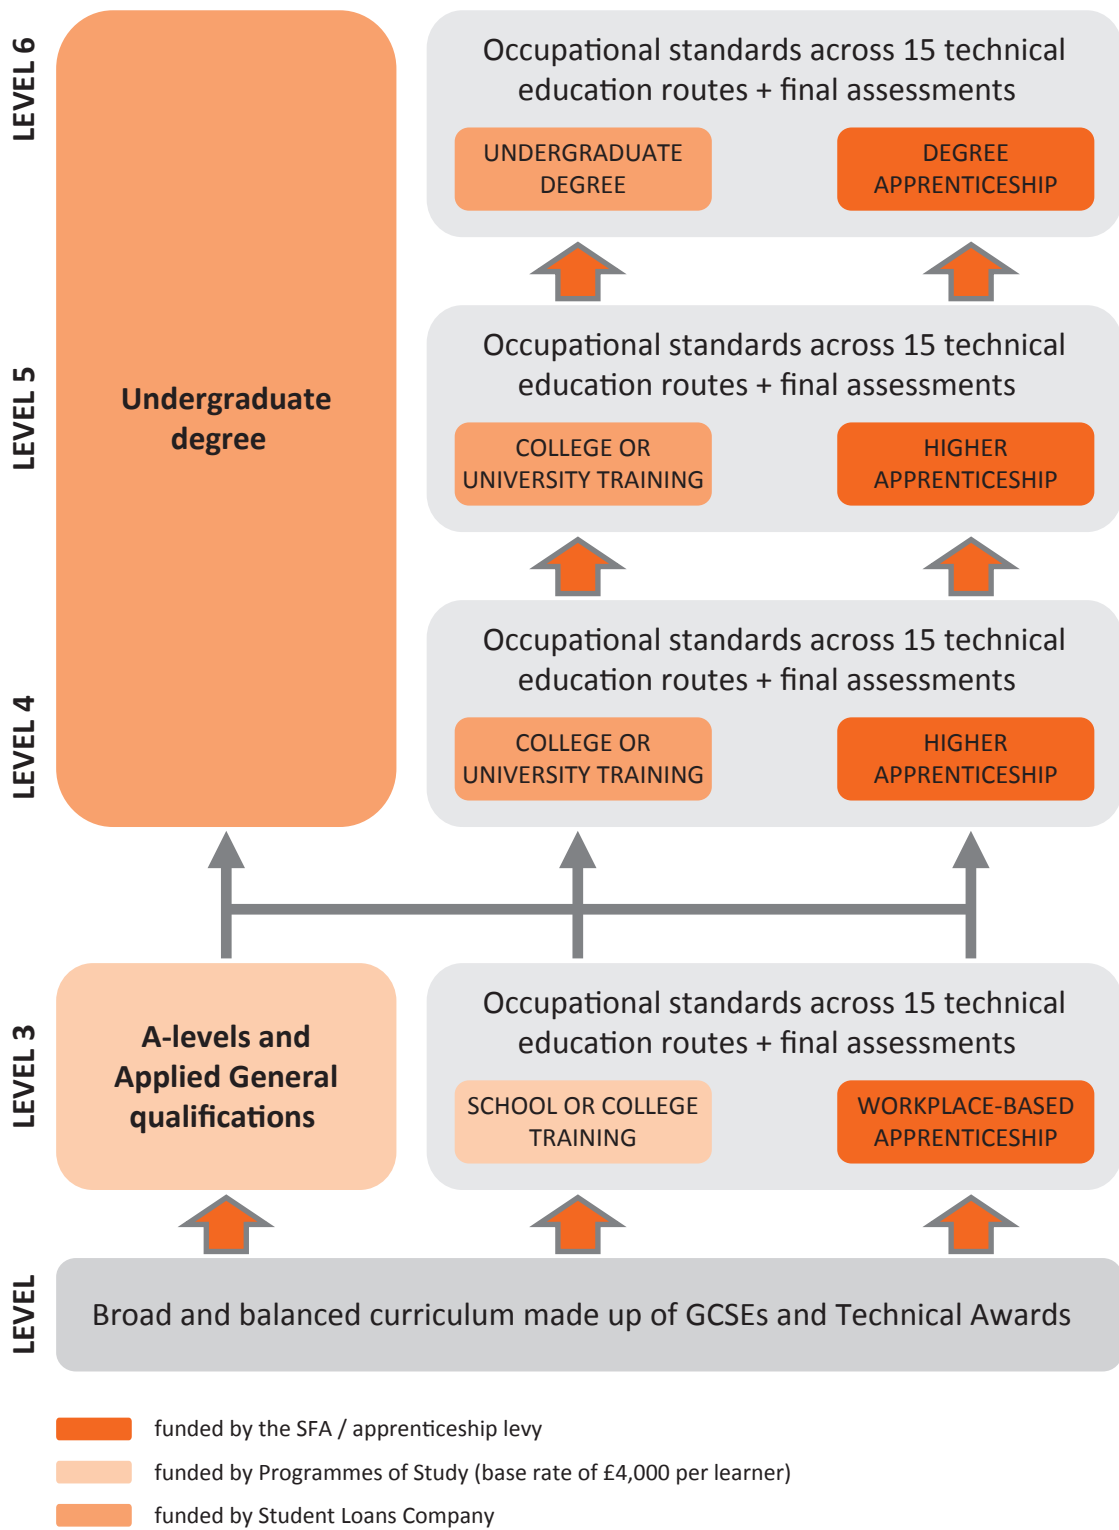 LEVEL 6
Occupational standards across 15 technical
education routes + final assessments
UNDERGRADUATE
DEGREE
DEGREE
APPRENTICESHIP
LEVEL 5
Undergraduate
degree
Occupational standards across 15 technical
education routes + final assessments
COLLEGE OR
UNIVERSITY TRAINING
HIGHER
APPRENTICESHIP
LEVEL 4
Occupational standards across 15 technical
education routes + final assessments
COLLEGE OR
UNIVERSITY TRAINING
HIGHER
APPRENTICESHIP
LEVEL 3
A-levels and
Applied General
qualifications
Occupational standards across 15 technical
education routes + final assessments
SCHOOL OR COLLEGE
TRAINING
WORKPLACE-BASED
APPRENTICESHIP
LEVEL
Broad and balanced curriculum made up of GCSEs and Technical Awards
funded by the SFA / apprenticeship levy
funded by Programmes of Study (base rate of £4,000 per learner)
funded by Student Loans Company